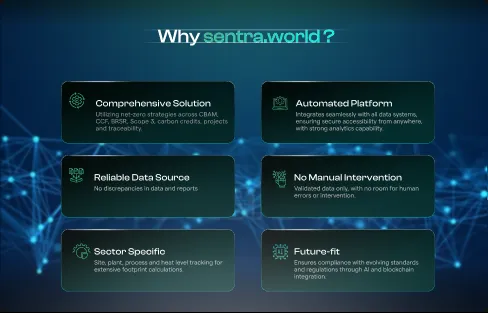 Why sentra.world ?
Comprehensive Solution
Utilizing net-zero strategies across CBAM,
CCF, BRSR, Scope 3, carbon credits, projects
and traceability.
Automated Platform
Integrates seamlessly with all data systems,
ensuring secure accessibility from anywhere,
with strong analytics capability.
Reliable Data Source
No discrepancies in data and reports
No Manual Intervention
Validated data only, with no room for human
errors or intervention.
Sector Specific
Site, plant, process and heat level tracking for
extensive footprint calculations.
Future-fit
Ensures compliance with evolving standards
and regulations through AI and blockchain
integration.